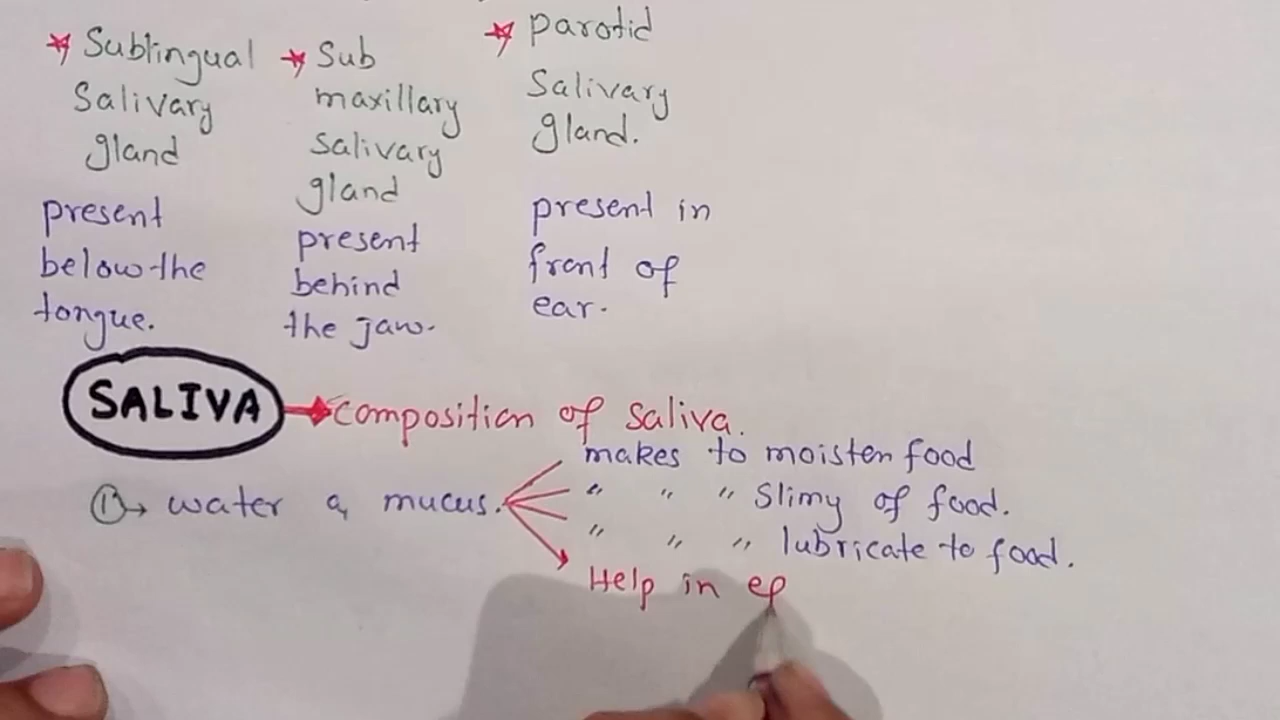 * Sublingual
Salivary
gland
present
below the
tongue.
* Sub
maxillary
salivary
gland
present
behind
the jaw.
* parotid
Salivary
gland.
present in
front of
ear.
SALIVA → Composition of saliva.
① → water & mucus.
makes to moisten food
" " " Slimy of food.
" " " lubricate to food.
Help in ep